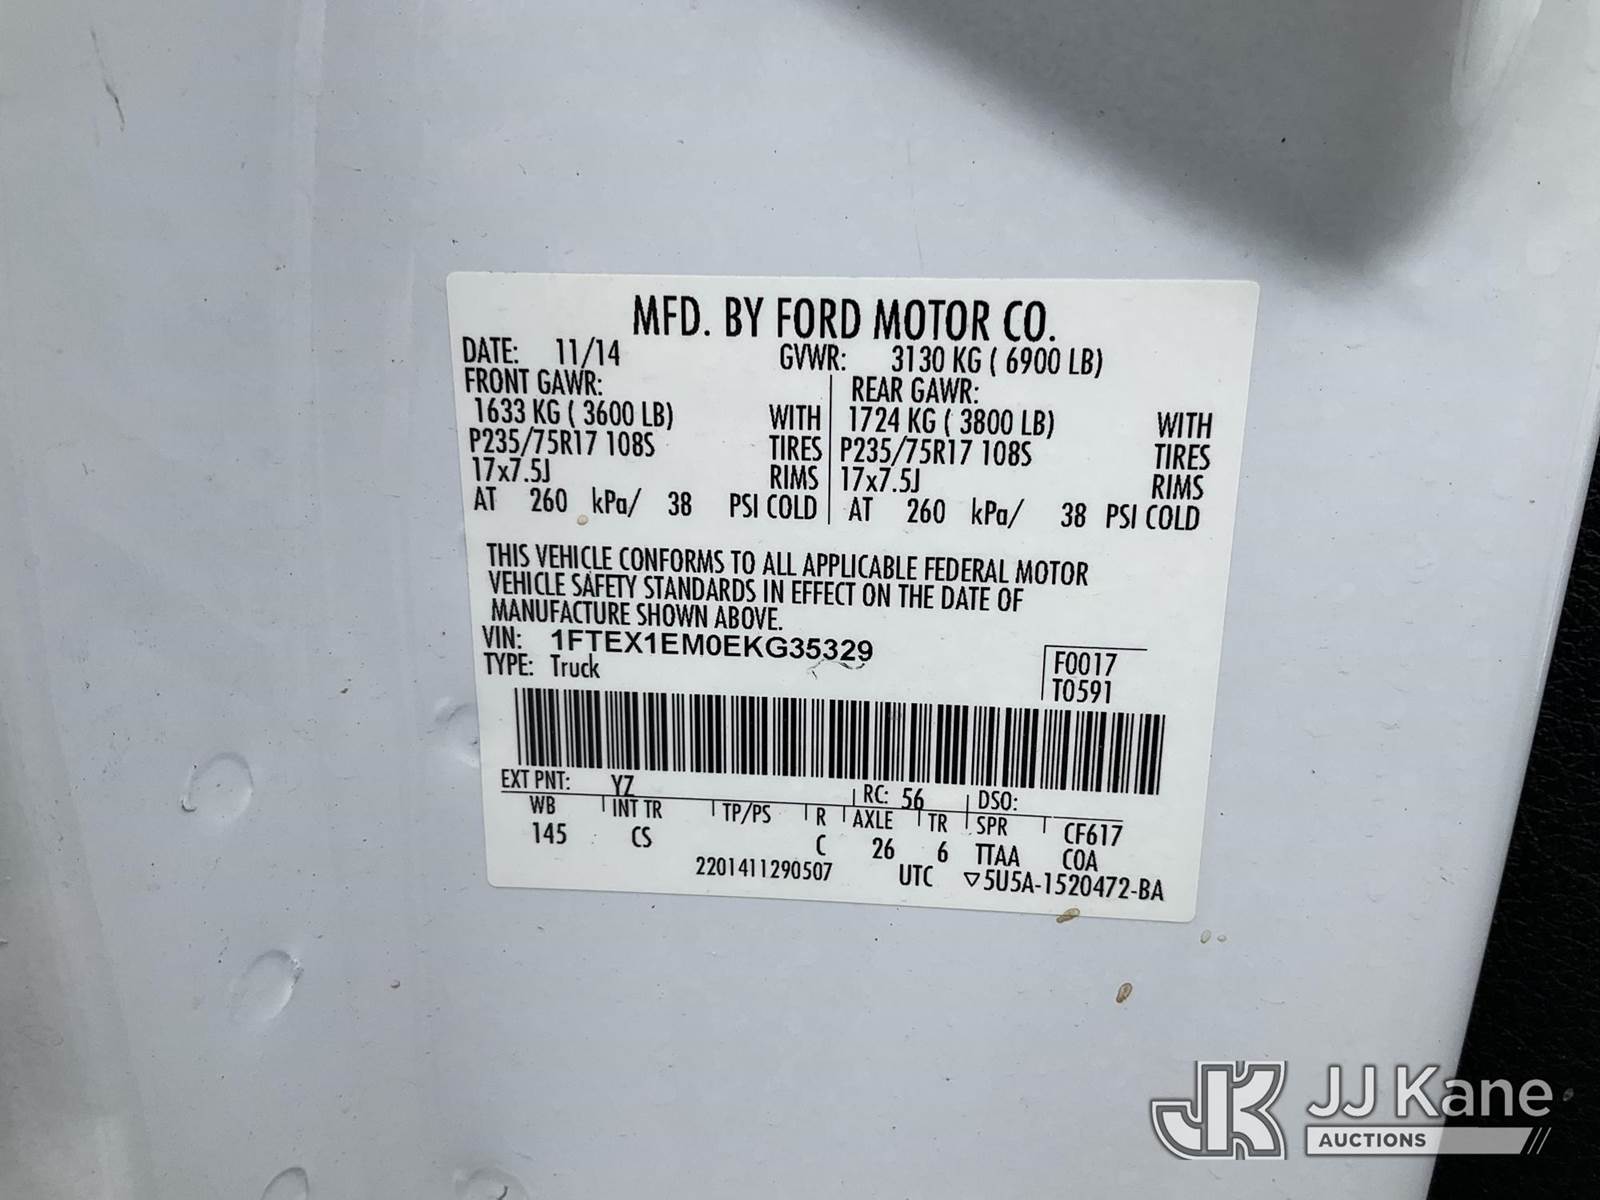 MFD. BY FORD MOTOR CO.
DATE: 11/14 GVWR: 3130 KG ( 6900 LB)
FRONT GAWR: REAR GAWR:
1633 KG ( 3600 LB) WITH 1724 KG ( 3800 LB) WITH
P235/75R17 108S TIRES P235/75R17 108S TIRES
17x7.5J RIMS 17x7.5J RIMS
AT 260 kPa/ 38 PSI COLD AT 260 kPa/ 38 PSI COLD
THIS VEHICLE CONFORMS TO ALL APPLICABLE FEDERAL MOTOR
VEHICLE SAFETY STANDARDS IN EFFECT ON THE DATE OF
MANUFACTURE SHOWN ABOVE.
VIN: 1FTEX1EM0EKG35329
TYPE: Truck
F0017
T0591
EXT PNT: YZ RC: 56 DSO:
WB INT TR TP/PS R AXLE TR SPR CF617
145 CS C 26 6 TTAA COA
2201411290507 UTC ▽5U5A-1520472-BA
JK JJ Kane
AUCTIONS